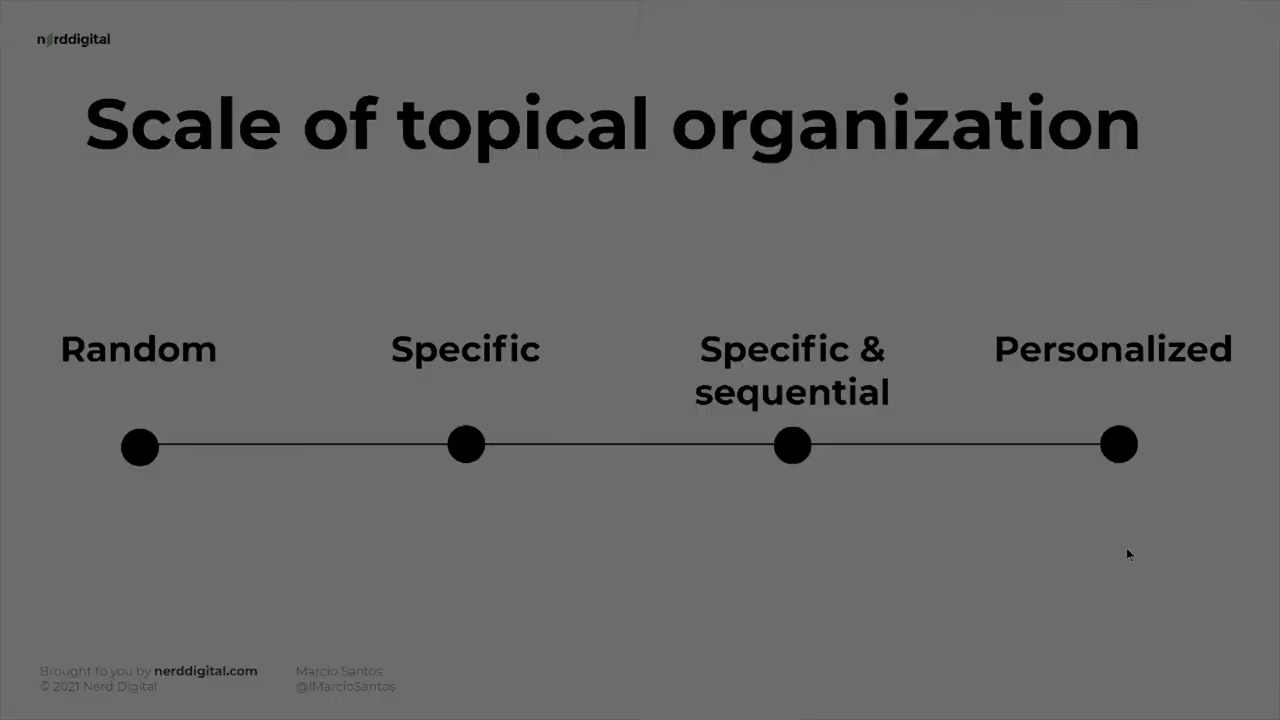 nerddigital
Scale of topical organization
Random
Specific
Specific &
sequential
Personalized
Brought to you by nerddigital.com
© 2021 Nerd Digital
Marcio Santos
@IMarcioSantos